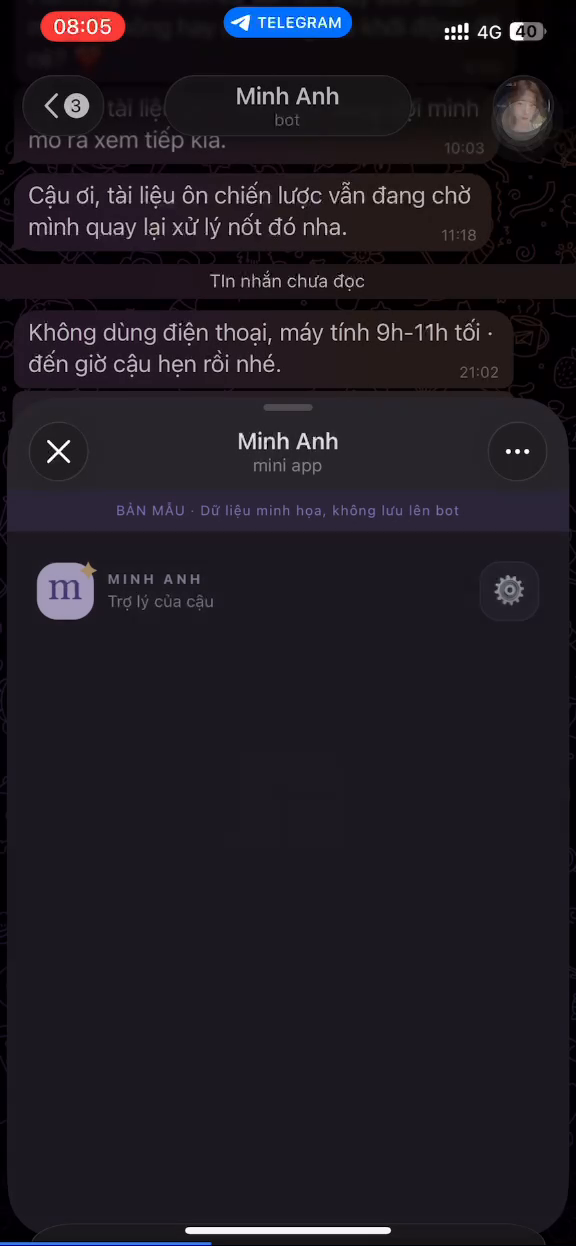 08:05
TELEGRAM
4G
40
3
Minh Anh
bot
tài liệ
minh
mở ra xem tiếp kia.
10:03
Cậu ơi, tài liệu ôn chiến lược vẫn đang chờ
mình quay lại xử lý nốt đó nha.
11:18
TIn nhắn chưa đọc
Không dùng điện thoại, máy tính 9h-11h tối ·
đến giờ cậu hẹn rồi nhé.
21:02
Minh Anh
mini app
BẢN MẪU · Dữ liệu minh họa, không lưu lên bot
m
MINH ANH
Trợ lý của cậu